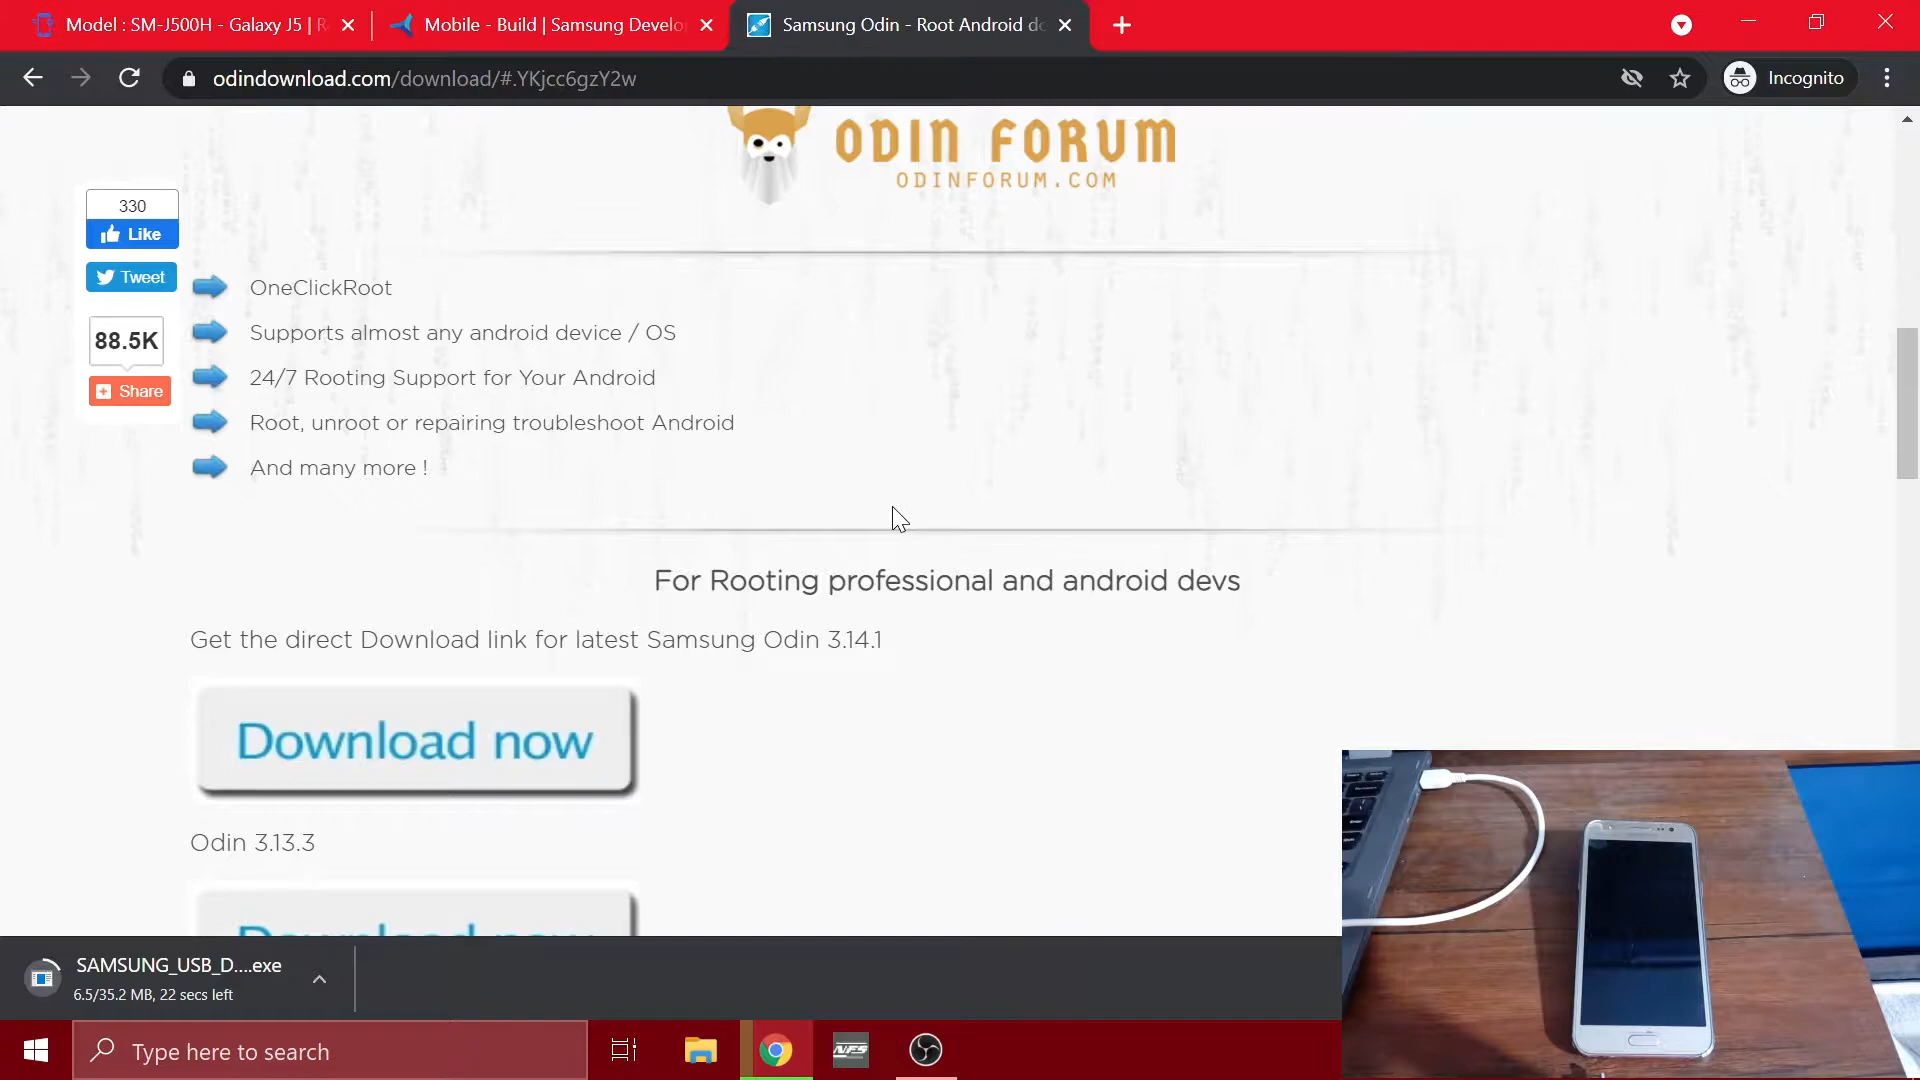 Model : SM-J500H - Galaxy J5 |
Mobile - Build | Samsung Develo
Samsung Odin - Root Android do
odindownload.com/download/#.YKjcc6gzY2w
Incognito
ODIN FORUM
ODINFORUM.COM
330
Like
Tweet
88.5K
Share
OneClickRoot
Supports almost any android device / OS
24/7 Rooting Support for Your Android
Root, unroot or repairing troubleshoot Android
And many more !
For Rooting professional and android devs
Get the direct Download link for latest Samsung Odin 3.14.1
Download now
Odin 3.13.3
Download now
SAMSUNG_USB_D....exe
6.5/35.2 MB, 22 secs left
Type here to search
NFS